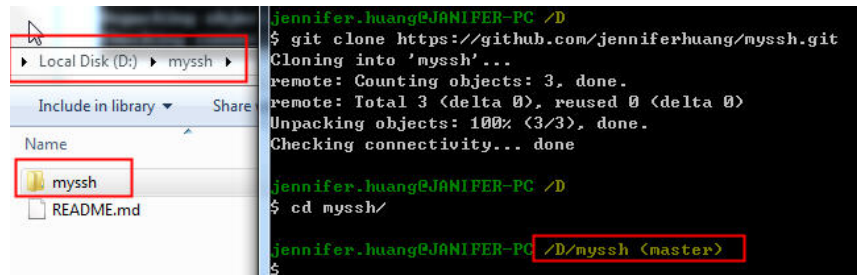 Local Disk (D:) ▸ myssh ▸
Include in library ▾ Share
Name
myssh
README.md
jennifer.huang@JANIFER-PC /D
$ git clone https://github.com/jenniferhuang/myssh.git
Cloning into 'myssh'...
remote: Counting objects: 3, done.
remote: Total 3 (delta 0), reused 0 (delta 0)
Unpacking objects: 100% (3/3), done.
Checking connectivity... done
jennifer.huang@JANIFER-PC /D
$ cd myssh/
jennifer.huang@JANIFER-PC /D/myssh (master)
$